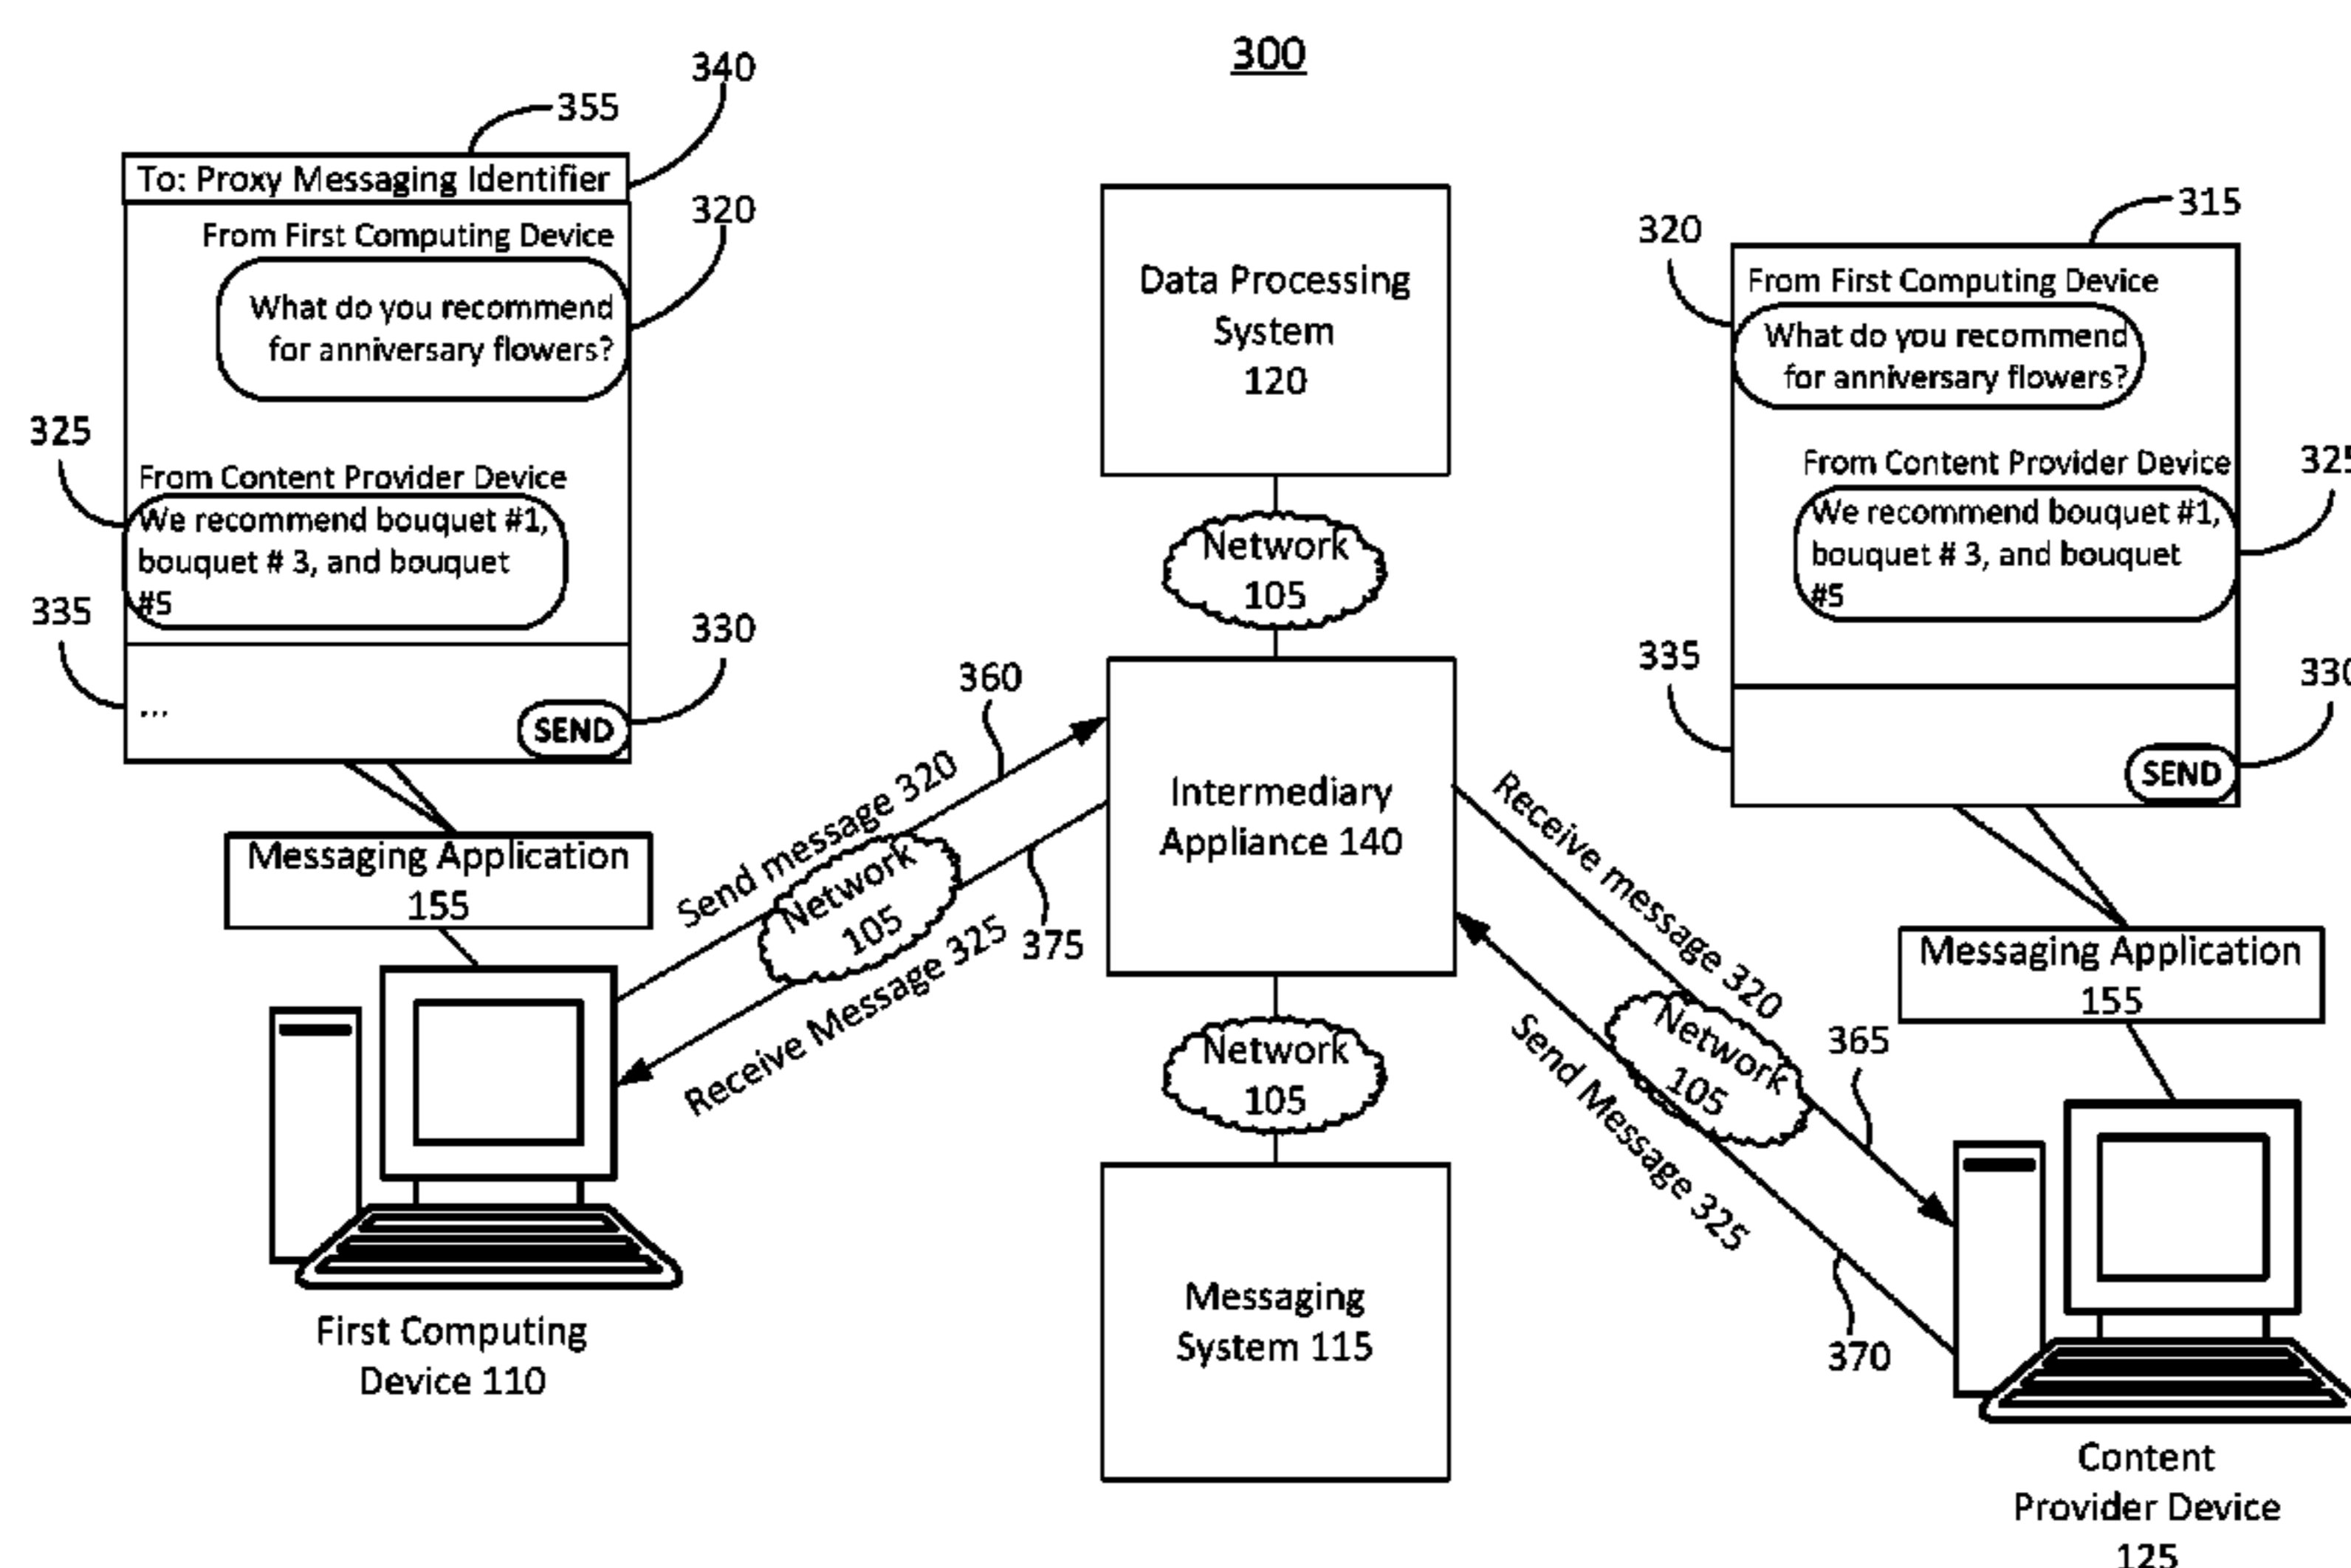 300
340
355
To: Proxy Messaging Identifier
320
From First Computing Device
What do you recommend
for anniversary flowers?
325
From Content Provider Device
We recommend bouquet #1,
bouquet # 3, and bouquet
#5
335
...
330
SEND
Messaging Application
155
First Computing
Device 110
360
Send message 320
Network
105
375
Receive Message 325
Data Processing
System
120
Network
105
Intermediary
Appliance 140
Network
105
Messaging
System 115
Receive message 320
Network
105
365
Send Message 325
370
315
320
From First Computing Device
What do you recommend
for anniversary flowers?
325
From Content Provider Device
We recommend bouquet #1,
bouquet # 3, and bouquet
#5
335
330
SEND
Messaging Application
155
Content
Provider Device
125